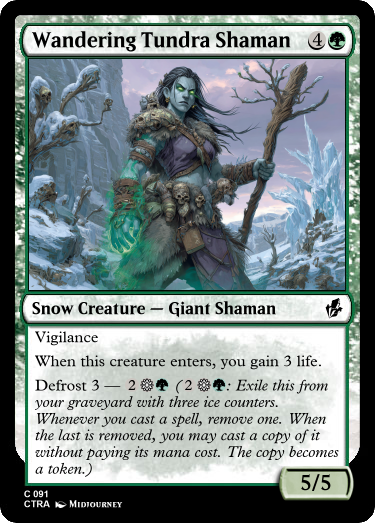 Wandering Tundra Shaman 4
Snow Creature — Giant Shaman
Vigilance
When this creature enters, you gain 3 life.
Defrost 3 — 2 (2 : Exile this from
your graveyard with three ice counters.
Whenever you cast a spell, remove one. When
the last is removed, you may cast a copy of it
without paying its mana cost. The copy becomes
a token.)
5/5
C 091
CTRA Midjourney